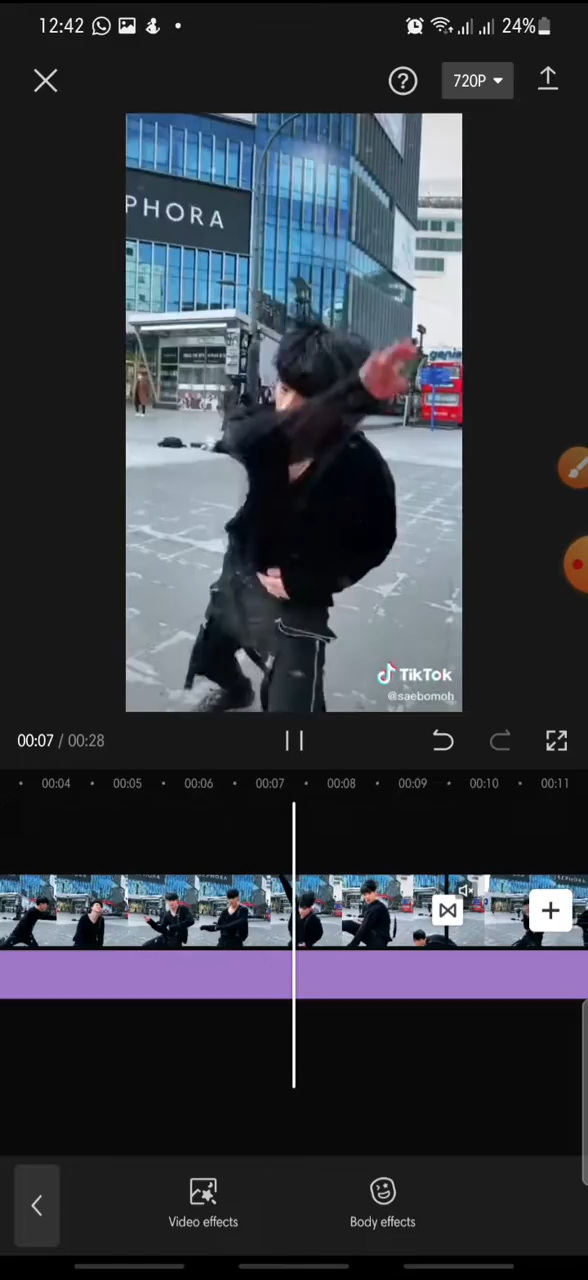 12:42
24%
720P
PHORA
genie
TikTok
@saebomoh
00:07 / 00:28
00:04
00:05
00:06
00:07
00:08
00:09
00:10
00:11
Video effects
Body effects